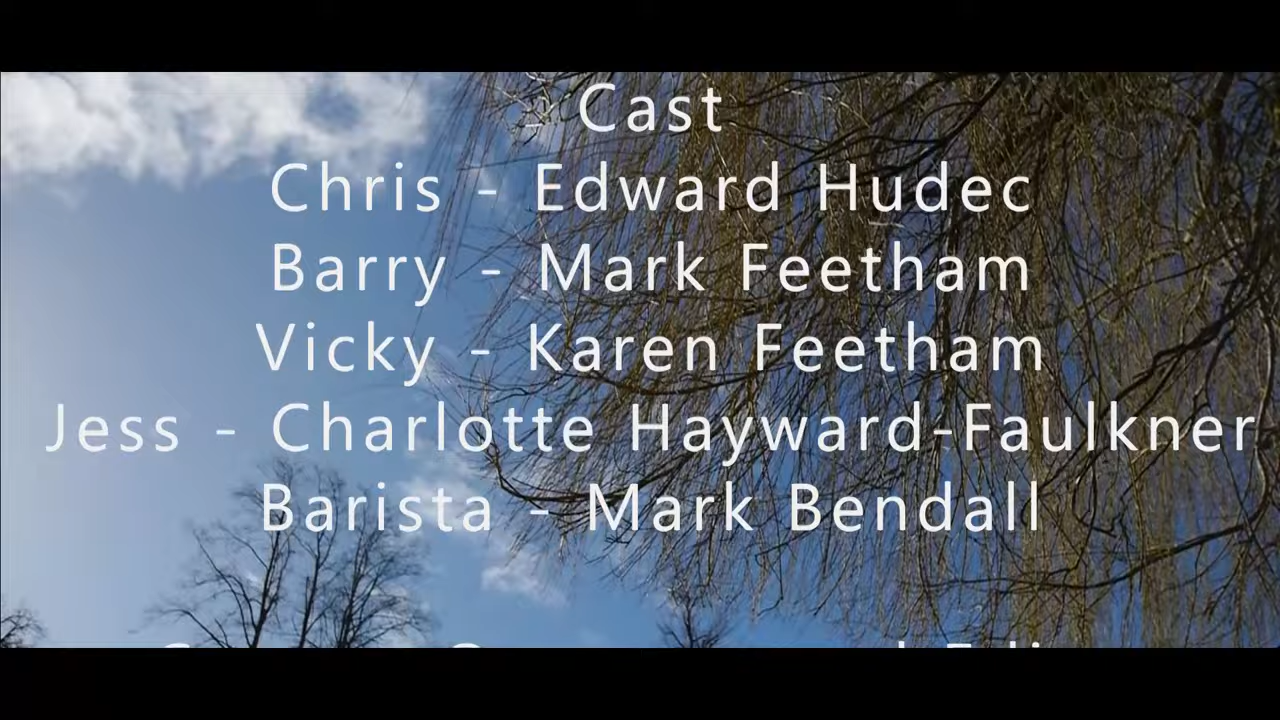 Cast
Chris - Edward Hudec
Barry - Mark Feetham
Vicky - Karen Feetham
Jess - Charlotte Hayward-Faulkner
Barista - Mark Bendall